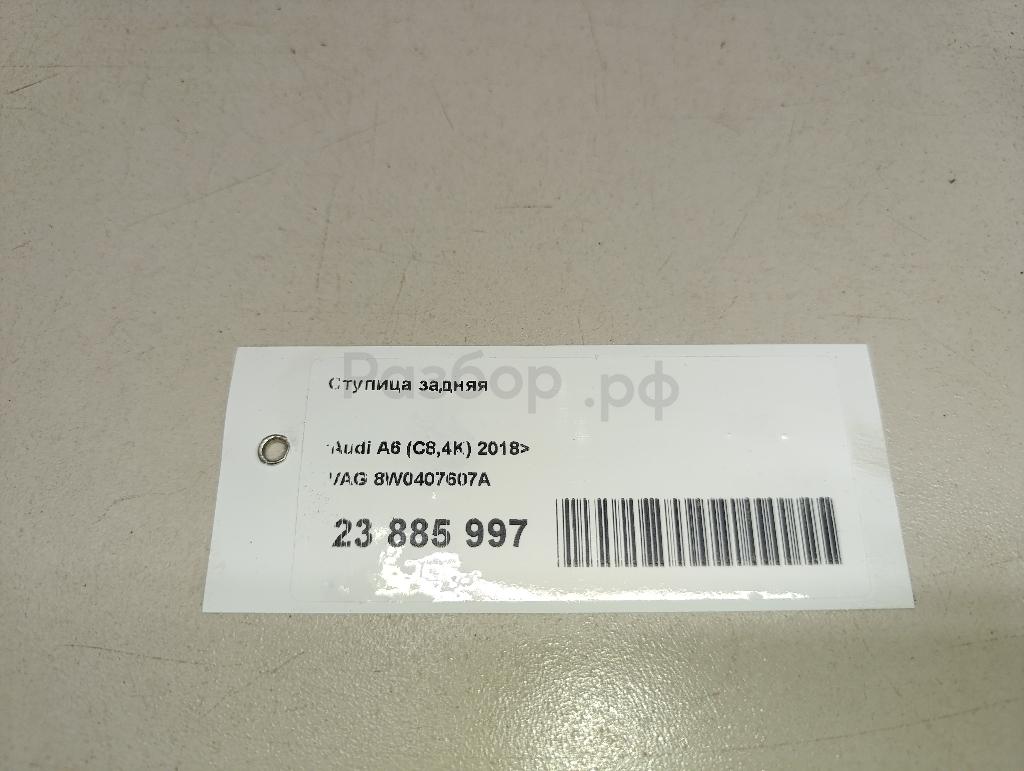 Разбор.рф
Ступица задняя
Audi A6 (C8,4K) 2018>
VAG 8W0407607A
23 885 997